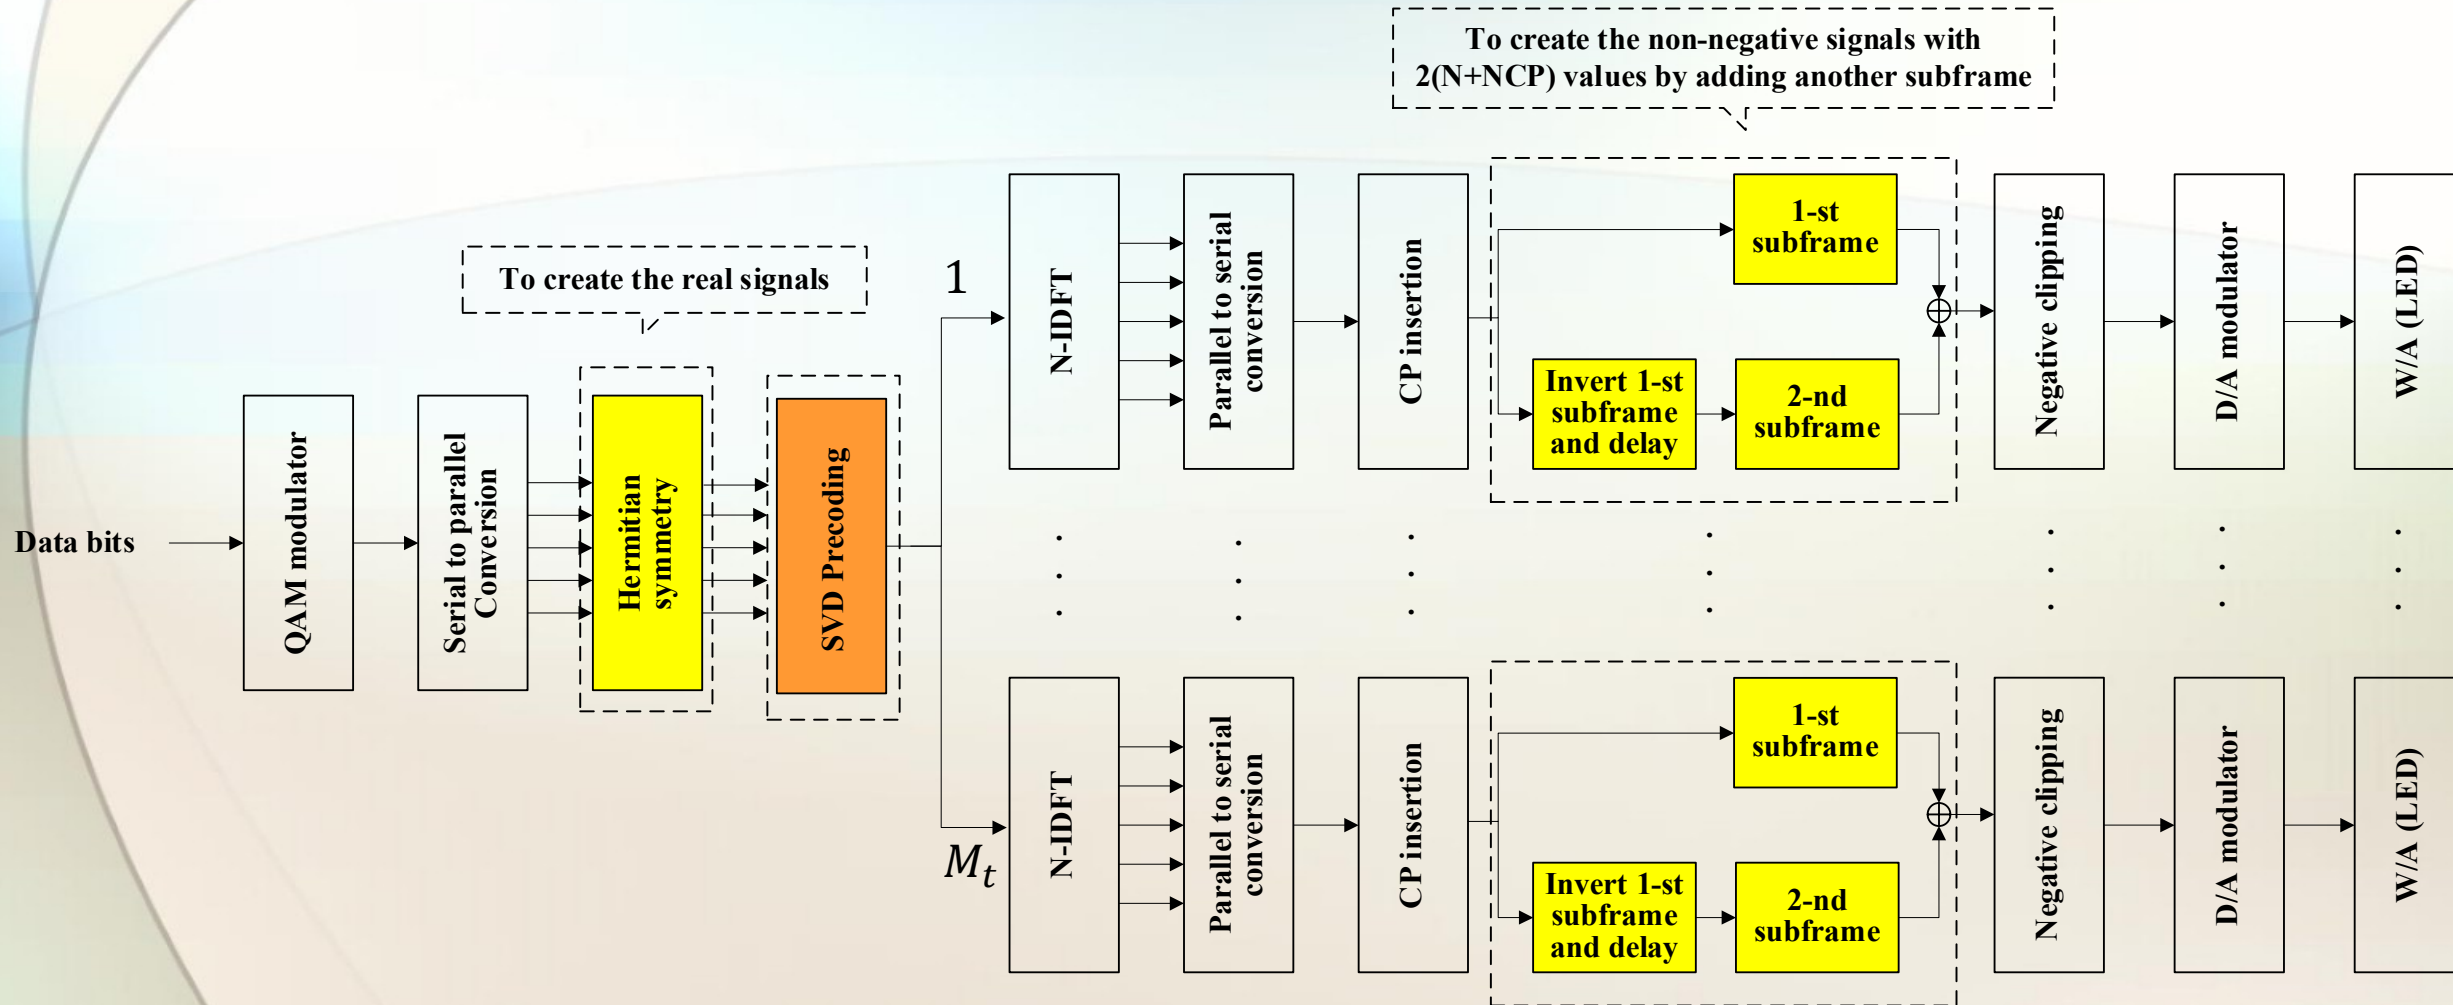 To create the non-negative signals with
2(N+NCP) values by adding another subframe
To create the real signals
Data bits
QAM modulator
Serial to parallel
Conversion
Hermitian
symmetry
SVD Precoding
1
N-IDFT
Parallel to serial
conversion
CP insertion
1-st
subframe
Invert 1-st
subframe
and delay
2-nd
subframe
Negative clipping
D/A modulator
W/A (LED)
M_t
N-IDFT
Parallel to serial
conversion
CP insertion
1-st
subframe
Invert 1-st
subframe
and delay
2-nd
subframe
Negative clipping
D/A modulator
W/A (LED)